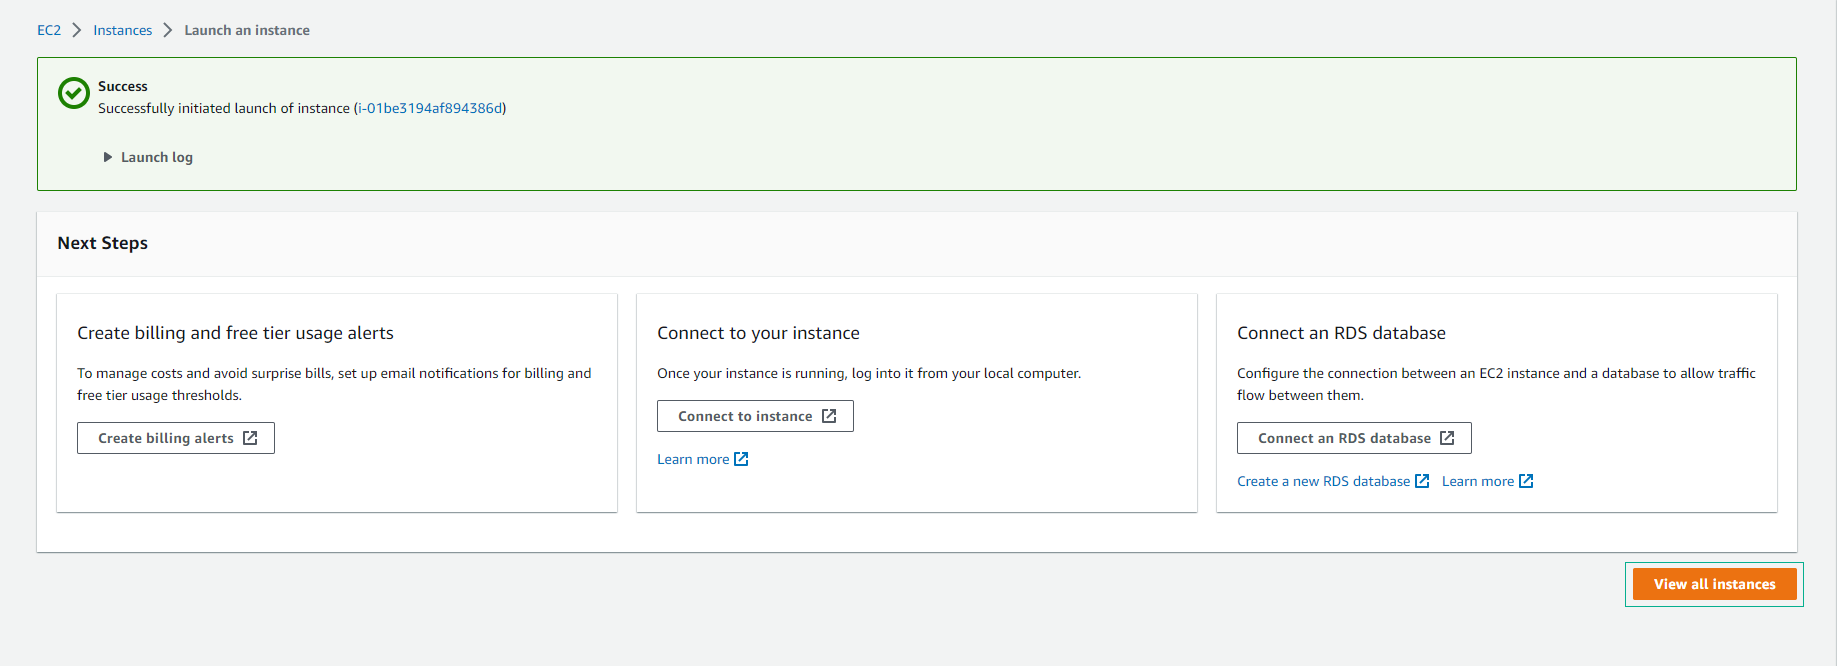 EC2 Instances Launch an instance
Success
Successfully initiated launch of instance (i-01be3194af894386d)
Launch log
Next Steps
Create billing and free tier usage alerts
To manage costs and avoid surprise bills, set up email notifications for billing and
free tier usage thresholds.
Create billing alerts
Connect to your instance
Once your instance is running, log into it from your local computer.
Connect to instance
Learn more
Connect an RDS database
Configure the connection between an EC2 instance and a database to allow traffic
flow between them.
Connect an RDS database
Create a new RDS database Learn more
View all instances